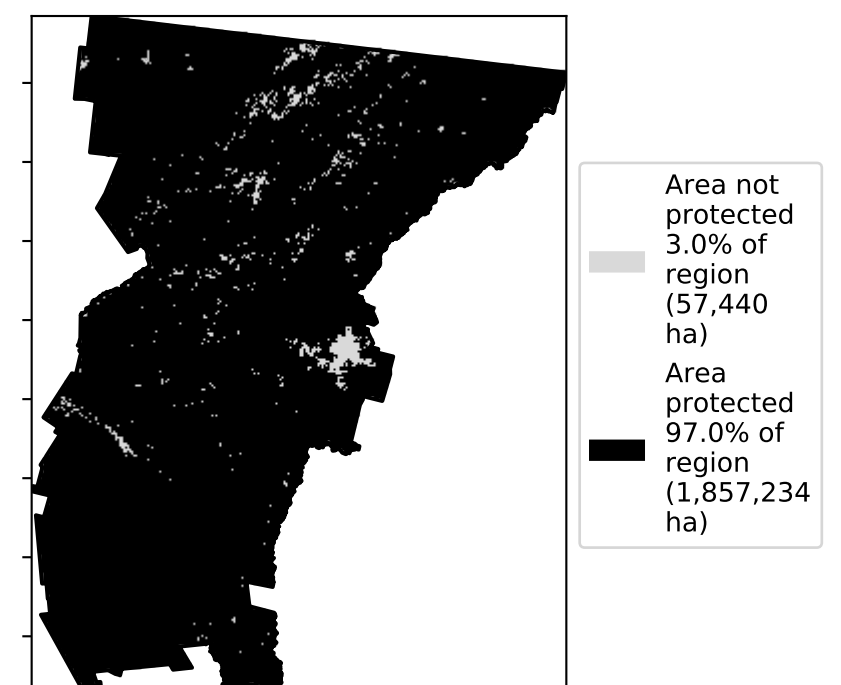 Area not
protected
3.0% of
region
(57,440
ha)
Area
protected
97.0% of
region
(1,857,234
ha)